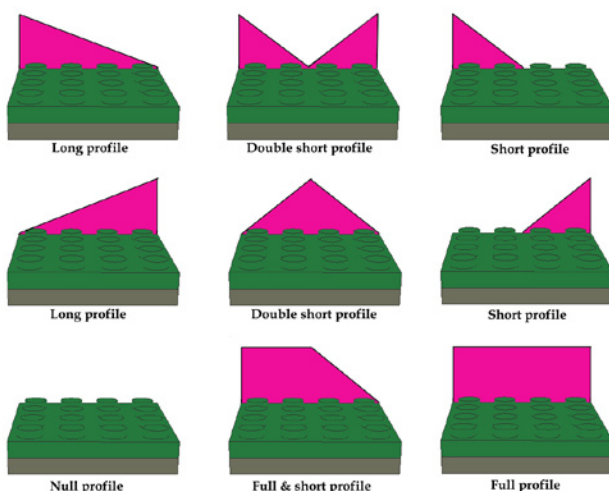 Long profile
Double short profile
Short profile
Long profile
Double short profile
Short profile
Null profile
Full & short profile
Full profile